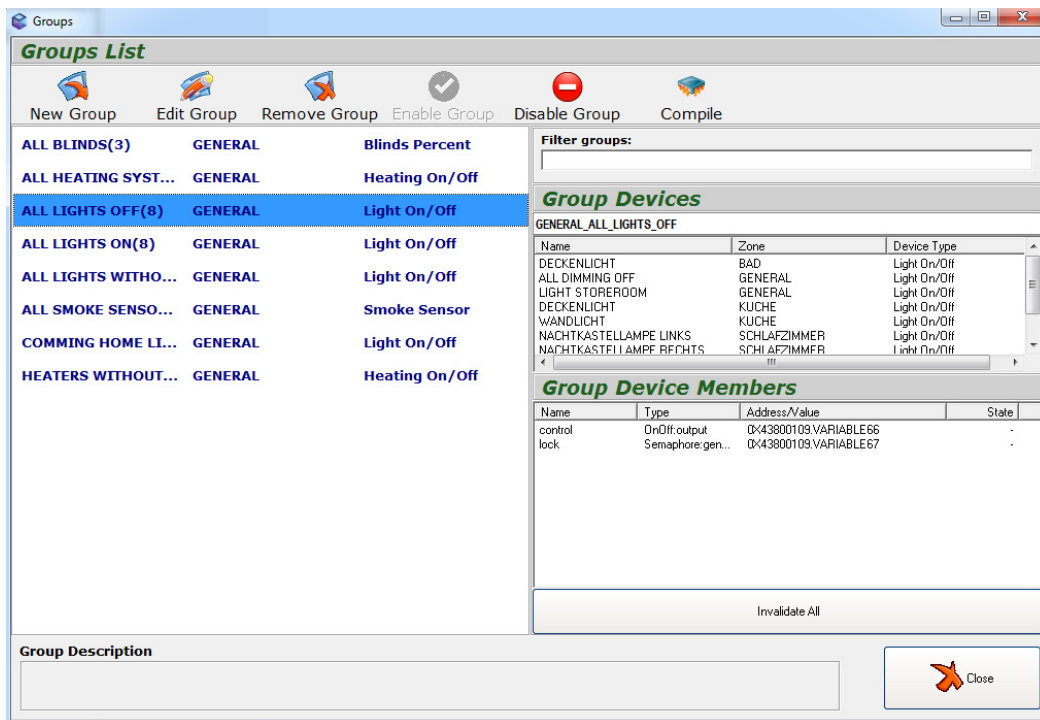 Groups
Groups List
New Group Edit Group Remove Group Enable Group Disable Group Compile
ALL BLINDS(3) GENERAL Blinds Percent
ALL HEATING SYST... GENERAL Heating On/Off
ALL LIGHTS OFF(8) GENERAL Light On/Off
ALL LIGHTS ON(8) GENERAL Light On/Off
ALL LIGHTS WITHO... GENERAL Light On/Off
ALL SMOKE SENSO... GENERAL Smoke Sensor
COMMING HOME LI... GENERAL Light On/Off
HEATERS WITHOUT... GENERAL Heating On/Off
Filter groups:
Group Devices
GENERAL_ALL_LIGHTS_OFF
Name Zone Device Type
DECKENLICHT BAD Light On/Off
ALL DIMMING OFF GENERAL Light On/Off
LIGHT STOREROOM GENERAL Light On/Off
DECKENLICHT KUCHE Light On/Off
WANDLICHT KUCHE Light On/Off
NACHTKASTELLAMPE LINKS SCHLAFZIMMER Light On/Off
NACHTKASTELLAMPE RECHTS SCHLAFZIMMER Light On/Off
Group Device Members
Name Type Address/Value State
control OnOff:output 0X43800109.VARIABLE66 -
lock Semaphore:gen... 0X43800109.VARIABLE67 -
Invalidate All
Group Description
Close